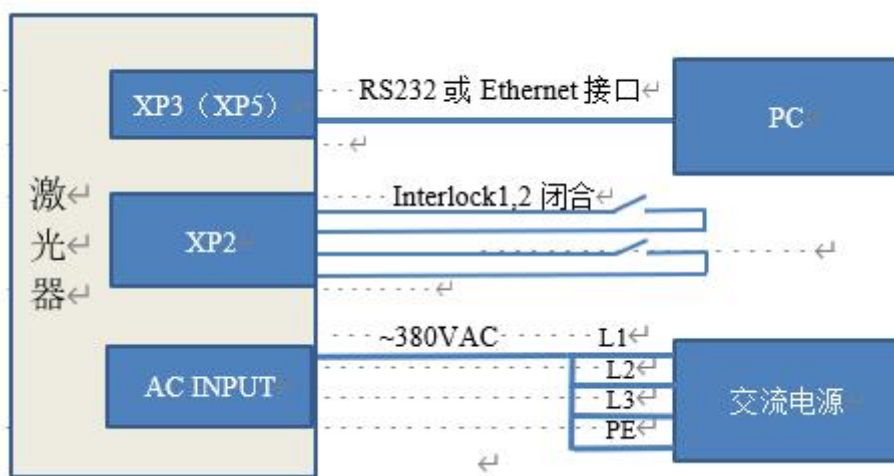 XP3（XP5）
RS232 或 Ethernet 接口
PC
激光器
XP2
Interlock1,2 闭合
AC INPUT
~380VAC
L1
L2
L3
PE
交流电源